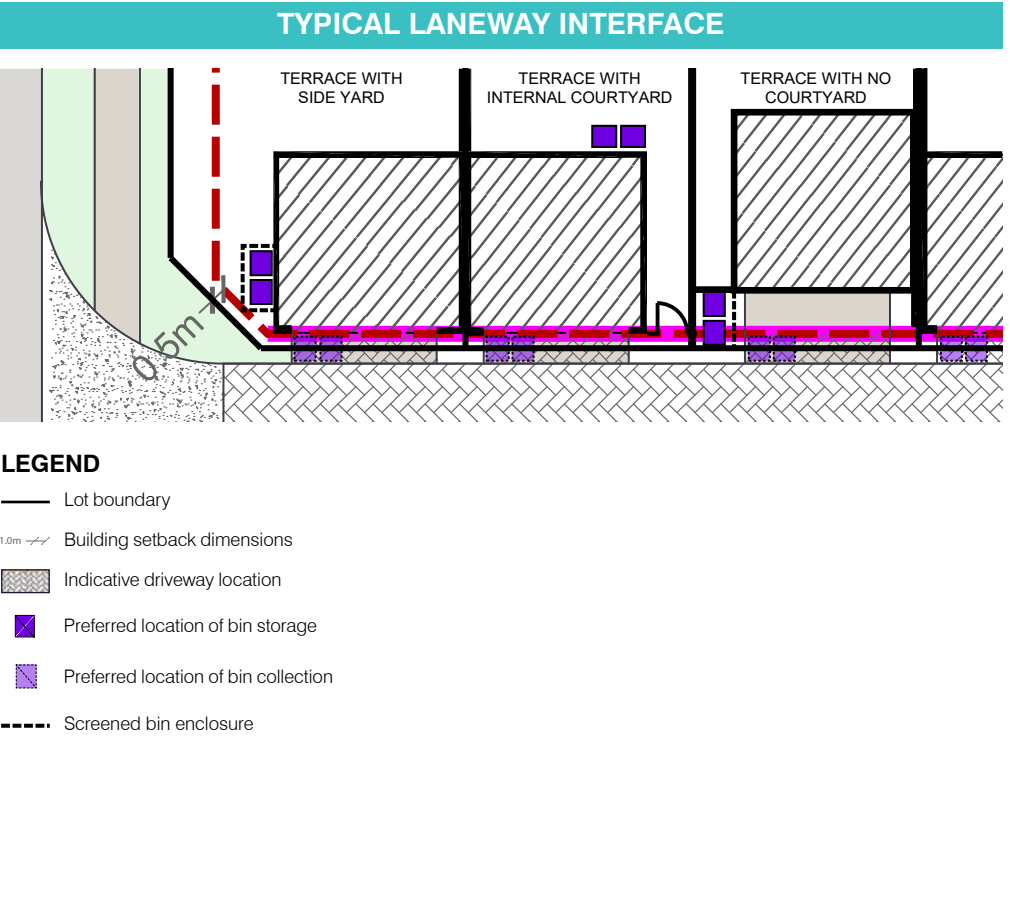 TYPICAL LANEWAY INTERFACE
TERRACE WITH
SIDE YARD
TERRACE WITH
INTERNAL COURTYARD
TERRACE WITH NO
COURTYARD
0.5m
LEGEND
Lot boundary
1.0m
Building setback dimensions
Indicative driveway location
Preferred location of bin storage
Preferred location of bin collection
Screened bin enclosure